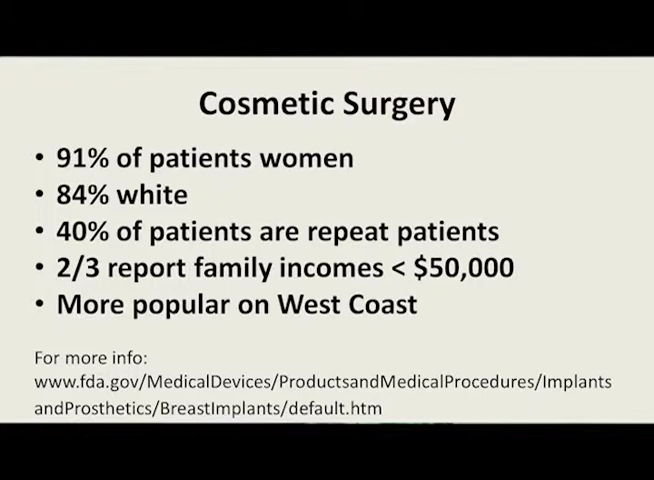 Cosmetic Surgery
• 91% of patients women
• 84% white
• 40% of patients are repeat patients
• 2/3 report family incomes < $50,000
• More popular on West Coast
For more info:
www.fda.gov/MedicalDevices/ProductsandMedicalProcedures/Implants
andProsthetics/BreastImplants/default.htm